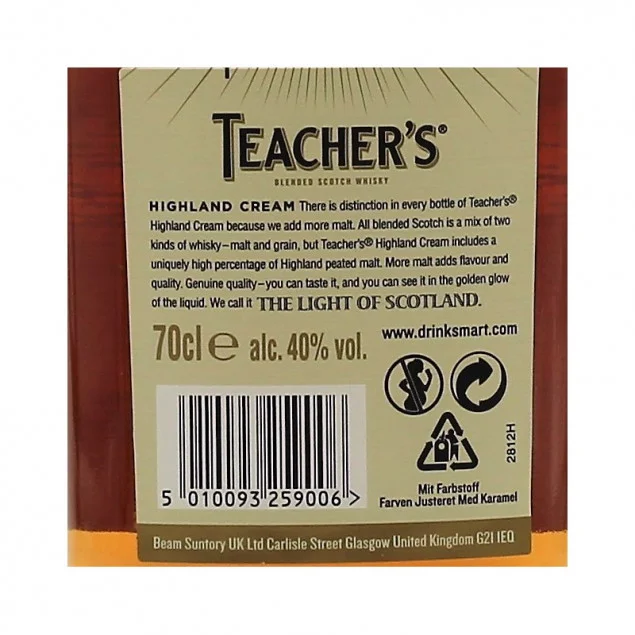 TEACHER'S®
BLENDED SCOTCH WHISKY
HIGHLAND CREAM There is distinction in every bottle of Teacher's®
Highland Cream because we add more malt. All blended Scotch is a mix of two
kinds of whisky–malt and grain, but Teacher's® Highland Cream includes a
uniquely high percentage of Highland peated malt. More malt adds flavour and
quality. Genuine quality–you can taste it, and you can see it in the golden glow
of the liquid. We call it THE LIGHT OF SCOTLAND.
70cl e alc. 40% vol.
www.drinksmart.com
2812H
5 010093 259006 >
Mit Farbstoff
Farven Justeret Med Karamel
Beam Suntory UK Ltd Carlisle Street Glasgow United Kingdom G21 1EQ